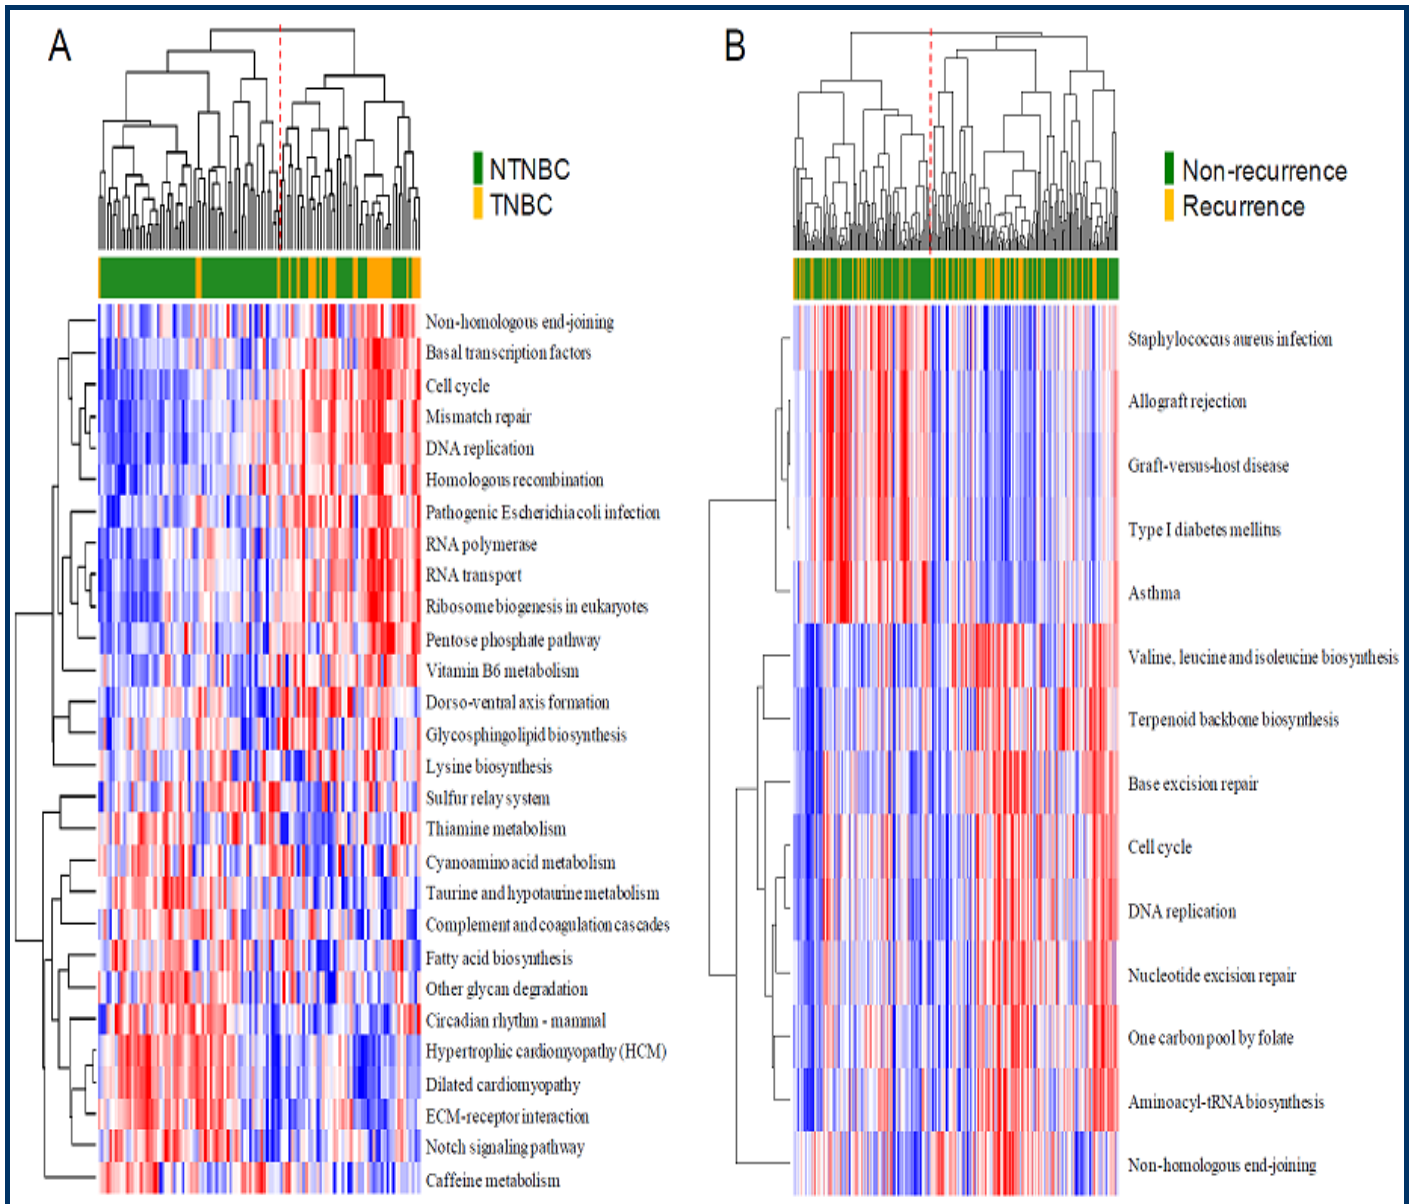 A
NTNBC
TNBC
Non-homologous end-joining
Basal transcription factors
Cell cycle
Mismatch repair
DNA replication
Homologous recombination
Pathogenic Escherichia coli infection
RNA polymerase
RNA transport
Ribosome biogenesis in eukaryotes
Pentose phosphate pathway
Vitamin B6 metabolism
Dorso-ventral axis formation
Glycosphingolipid biosynthesis
Lysine biosynthesis
Sulfur relay system
Thiamine metabolism
Cyanoamino acid metabolism
Taurine and hypotaurine metabolism
Complement and coagulation cascades
Fatty acid biosynthesis
Other glycan degradation
Circadian rhythm - mammal
Hypertrophic cardiomyopathy (HCM)
Dilated cardiomyopathy
ECM-receptor interaction
Notch signaling pathway
Caffeine metabolism
B
Non-recurrence
Recurrence
Staphylococcus aureus infection
Allograft rejection
Graft-versus-host disease
Type I diabetes mellitus
Asthma
Valine, leucine and isoleucine biosynthesis
Terpenoid backbone biosynthesis
Base excision repair
Cell cycle
DNA replication
Nucleotide excision repair
One carbon pool by folate
Aminoacyl-tRNA biosynthesis
Non-homologous end-joining